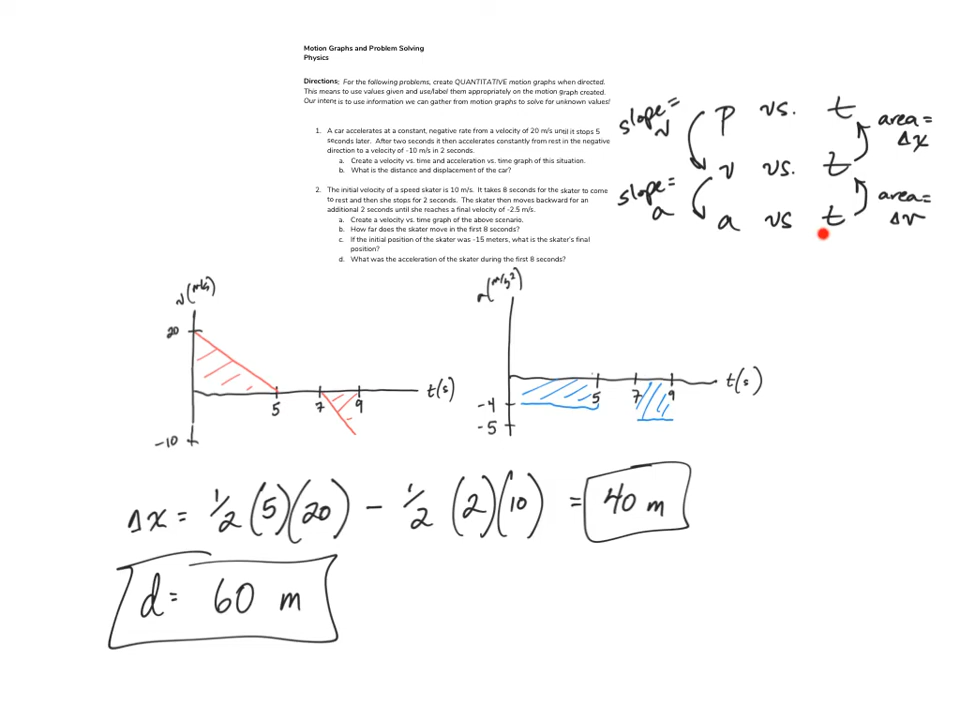 Motion Graphs and Problem Solving
Physics
Directions: For the following problems, create QUANTITATIVE motion graphs when directed.
This means to use values given and use/label them appropriately on the motion graph created.
Our intent is to use information we can gather from motion graphs to solve for unknown values!
1. A car accelerates at a constant, negative rate from a velocity of 20 m/s until it stops 5
seconds later. After two seconds it then accelerates constantly from rest in the negative
direction to a velocity of -10 m/s in 2 seconds.
a. Create a velocity vs. time and acceleration vs. time graph of this situation.
b. What is the distance and displacement of the car?
2. The initial velocity of a speed skater is 10 m/s. It takes 8 seconds for the skater to come
to rest and then she stops for 2 seconds. The skater then moves backward for an
additional 2 seconds until she reaches a final velocity of -2.5 m/s.
a. Create a velocity vs. time graph of the above scenario.
b. How far does the skater move in the first 8 seconds?
c. If the initial position of the skater was -15 meters, what is the skater's final
position?
d. What was the acceleration of the skater during the first 8 seconds?
slope = v
P vs. t
area = Δx
v vs. t
slope = a
area = Δv
a vs t
v(m/s)
20
5 7 9
t(s)
-10
(m/s²)
5 7 9
t(s)
-4
-5
Δx = 1/2 (5)(20) - 1/2 (2)(10) = 40 m
d = 60 m